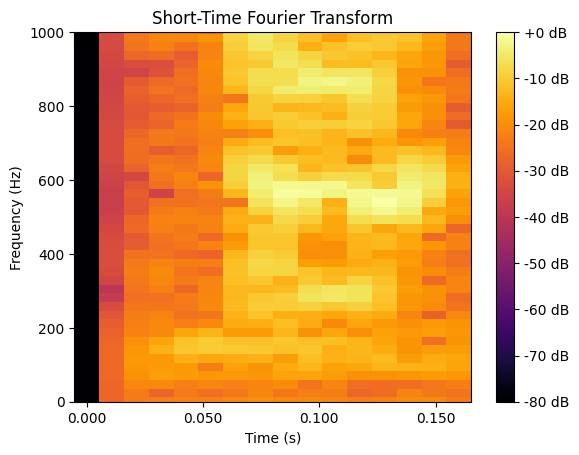 Short-Time Fourier Transform
1000
800
600
400
200
0
Frequency (Hz)
0.000
0.050
0.100
0.150
Time (s)
+0 dB
-10 dB
-20 dB
-30 dB
-40 dB
-50 dB
-60 dB
-70 dB
-80 dB